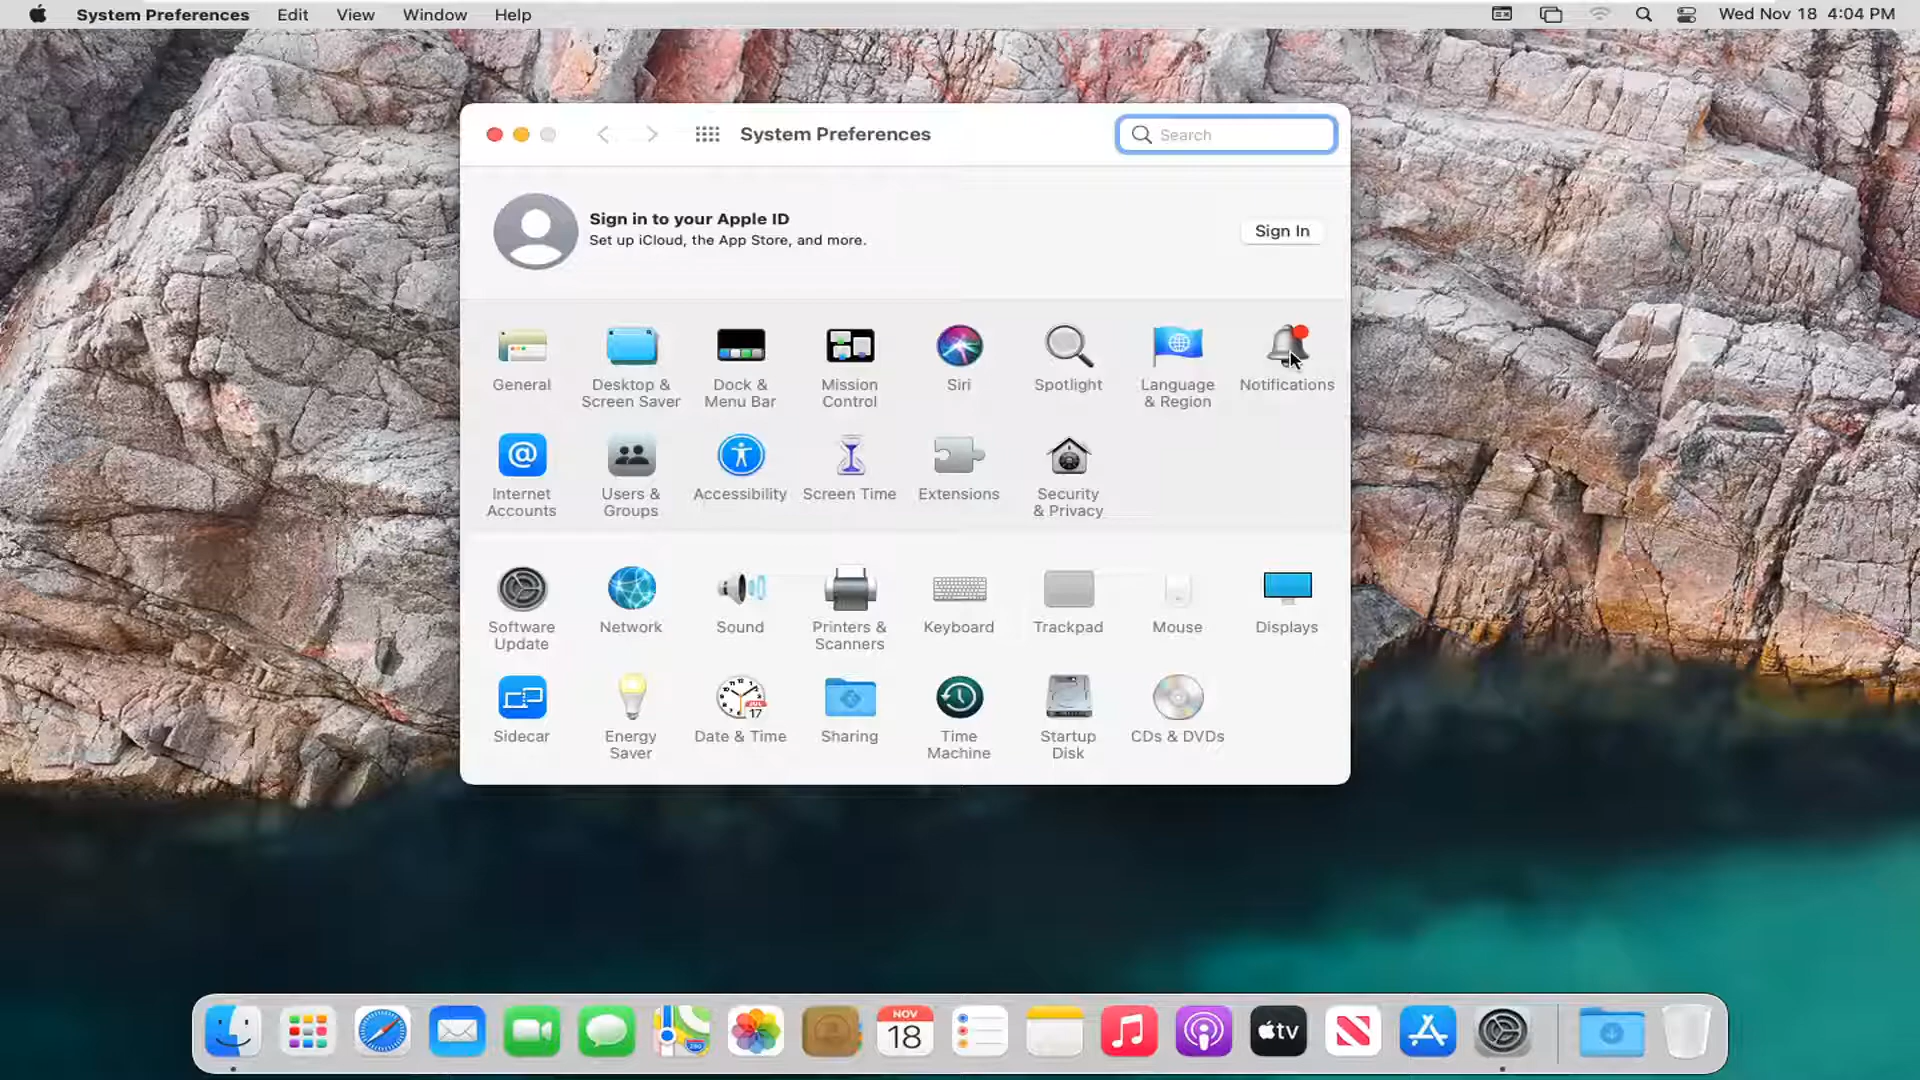 System Preferences Edit View Window Help Wed Nov 18 4:04 PM
System Preferences Search
Sign in to your Apple ID
Set up iCloud, the App Store, and more.
Sign In
General
Desktop &
Screen Saver
Dock &
Menu Bar
Mission
Control
Siri
Spotlight
Language
& Region
Notifications
Internet
Accounts
Users &
Groups
Accessibility
Screen Time
Extensions
Security
& Privacy
Software
Update
Network
Sound
Printers &
Scanners
Keyboard
Trackpad
Mouse
Displays
Sidecar
Energy
Saver
JUL
17
Date & Time
Sharing
Time
Machine
Startup
Disk
CDs & DVDs
NOV
18
tv